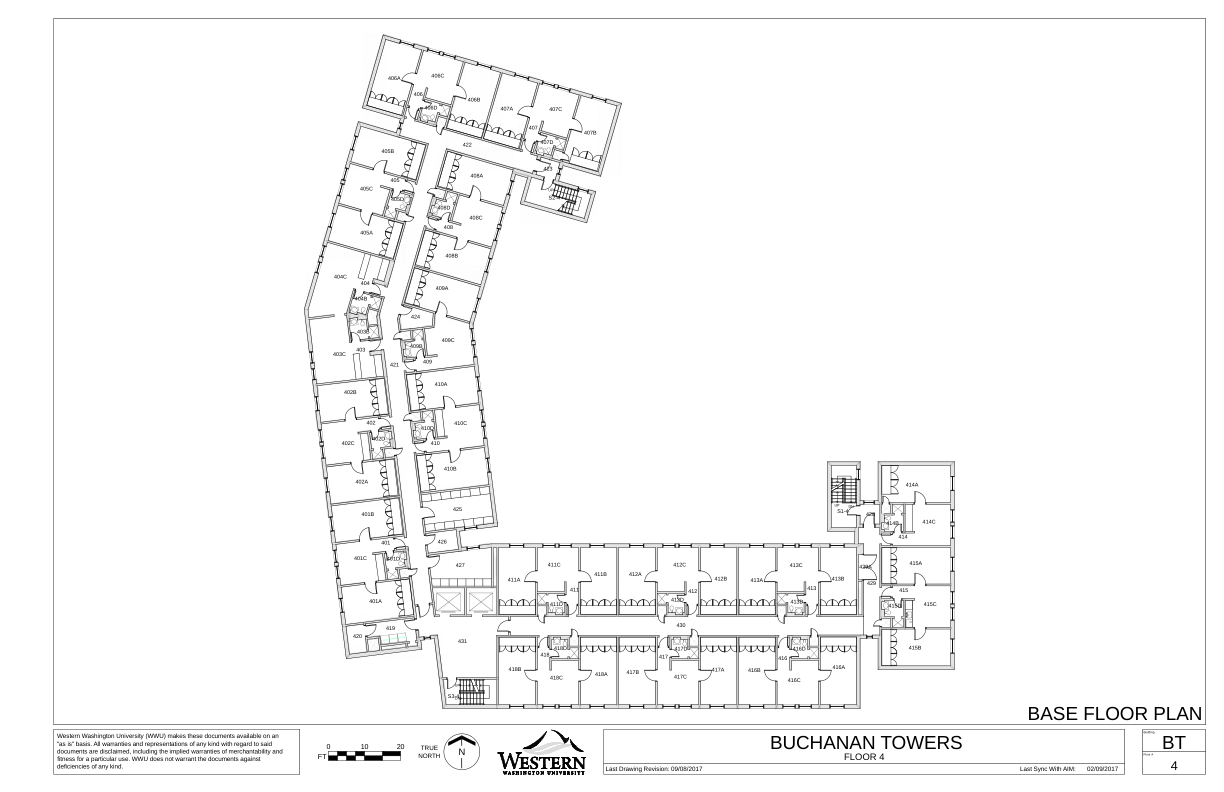 406A
406C
406
406D
406B
407A
407C
407
407D
407B
422
423
405B
405
405C
405D
405A
408A
408D
408C
408
408B
404C
404
404B
409A
424
403B
403
403C
409B
409C
409
421
410A
402B
402
402C
402D
410D
410C
410
402A
410B
401B
425
401
401C
401D
426
427
401A
420
419
431
S3-4
414A
S1-4
UP
414B
414C
414
415A
429
415
415D
415C
415B
411A
411C
411B
411
411D
412A
412C
412B
412
412D
413A
413C
413B
413
413D
430
418B
418
418D
418C
418A
417B
417
417D
417C
417A
416B
416
416D
416C
416A
BASE FLOOR PLAN
Western Washington University (WWU) makes these documents available on an
"as is" basis. All warranties and representations of any kind with regard to said
documents are disclaimed, including the implied warranties of merchantability and
fitness for a particular use. WWU does not warrant the documents against
deficiencies of any kind.
0 10 20
FT
TRUE
NORTH
N
WESTERN
WASHINGTON UNIVERSITY
BUCHANAN TOWERS
FLOOR 4
Last Drawing Revision: 09/08/2017
Last Sync With AIM: 02/09/2017
Building
BT
Floor #
4